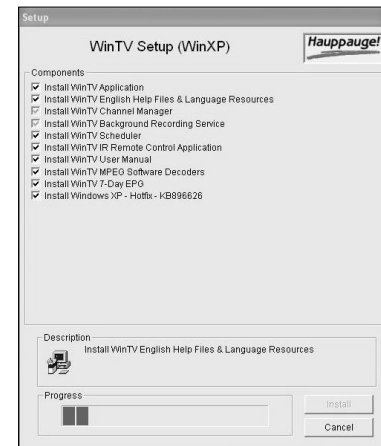 Setup
WinTV Setup (WinXP)
Hauppauge!
Components
Install WinTV Application
Install WinTV English Help Files & Language Resources
Install WinTV Channel Manager
Install WinTV Background Recording Service
Install WinTV Scheduler
Install WinTV IR Remote Control Application
Install WinTV User Manual
Install WinTV MPEG Software Decoders
Install WinTV 7-Day EPG
Install Windows XP - Hotfix - KB896626
Description
Install WinTV English Help Files & Language Resources
Progress
Install
Cancel